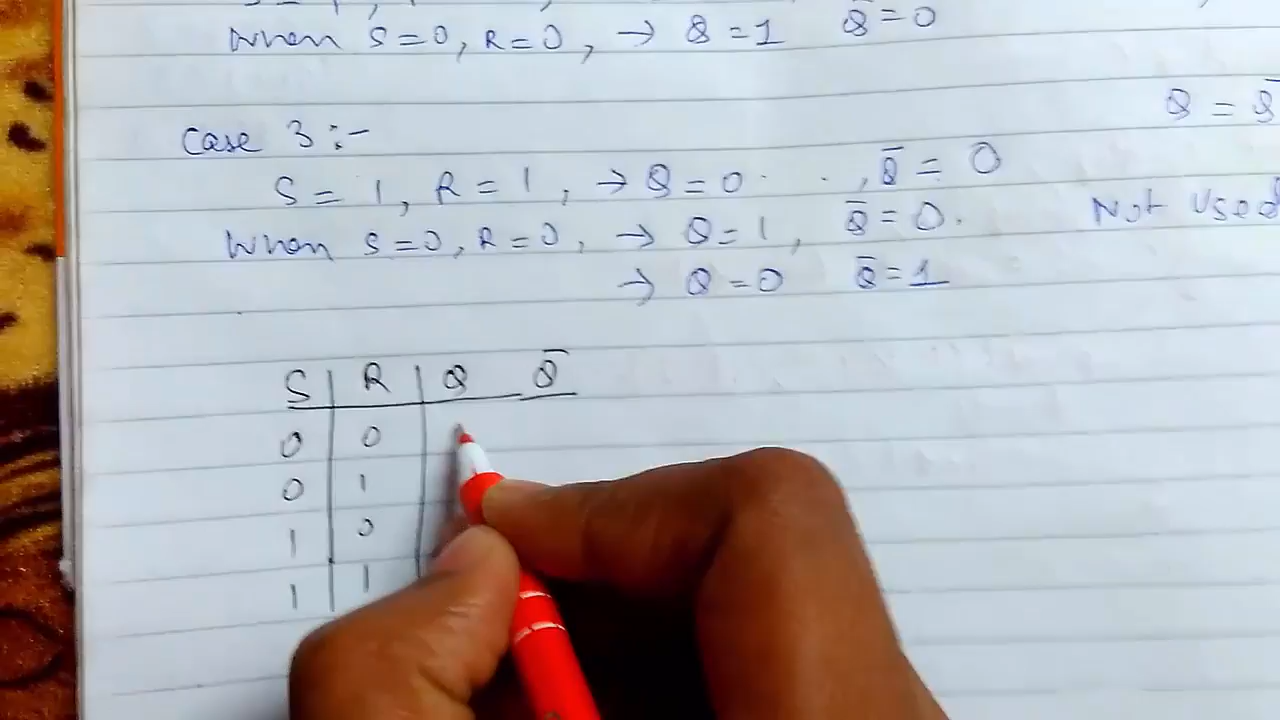 When S=0, R=0, → Q=1 Q̅=0
Q = Q̅
Case 3:-
S = 1, R = 1, → Q=0 , Q̅ = 0
When S=0, R=0, → Q=1, Q̅=0. Not Used
→ Q=0 Q̅=1
S R Q Q̅
0 0
0 1
1 0
1 1